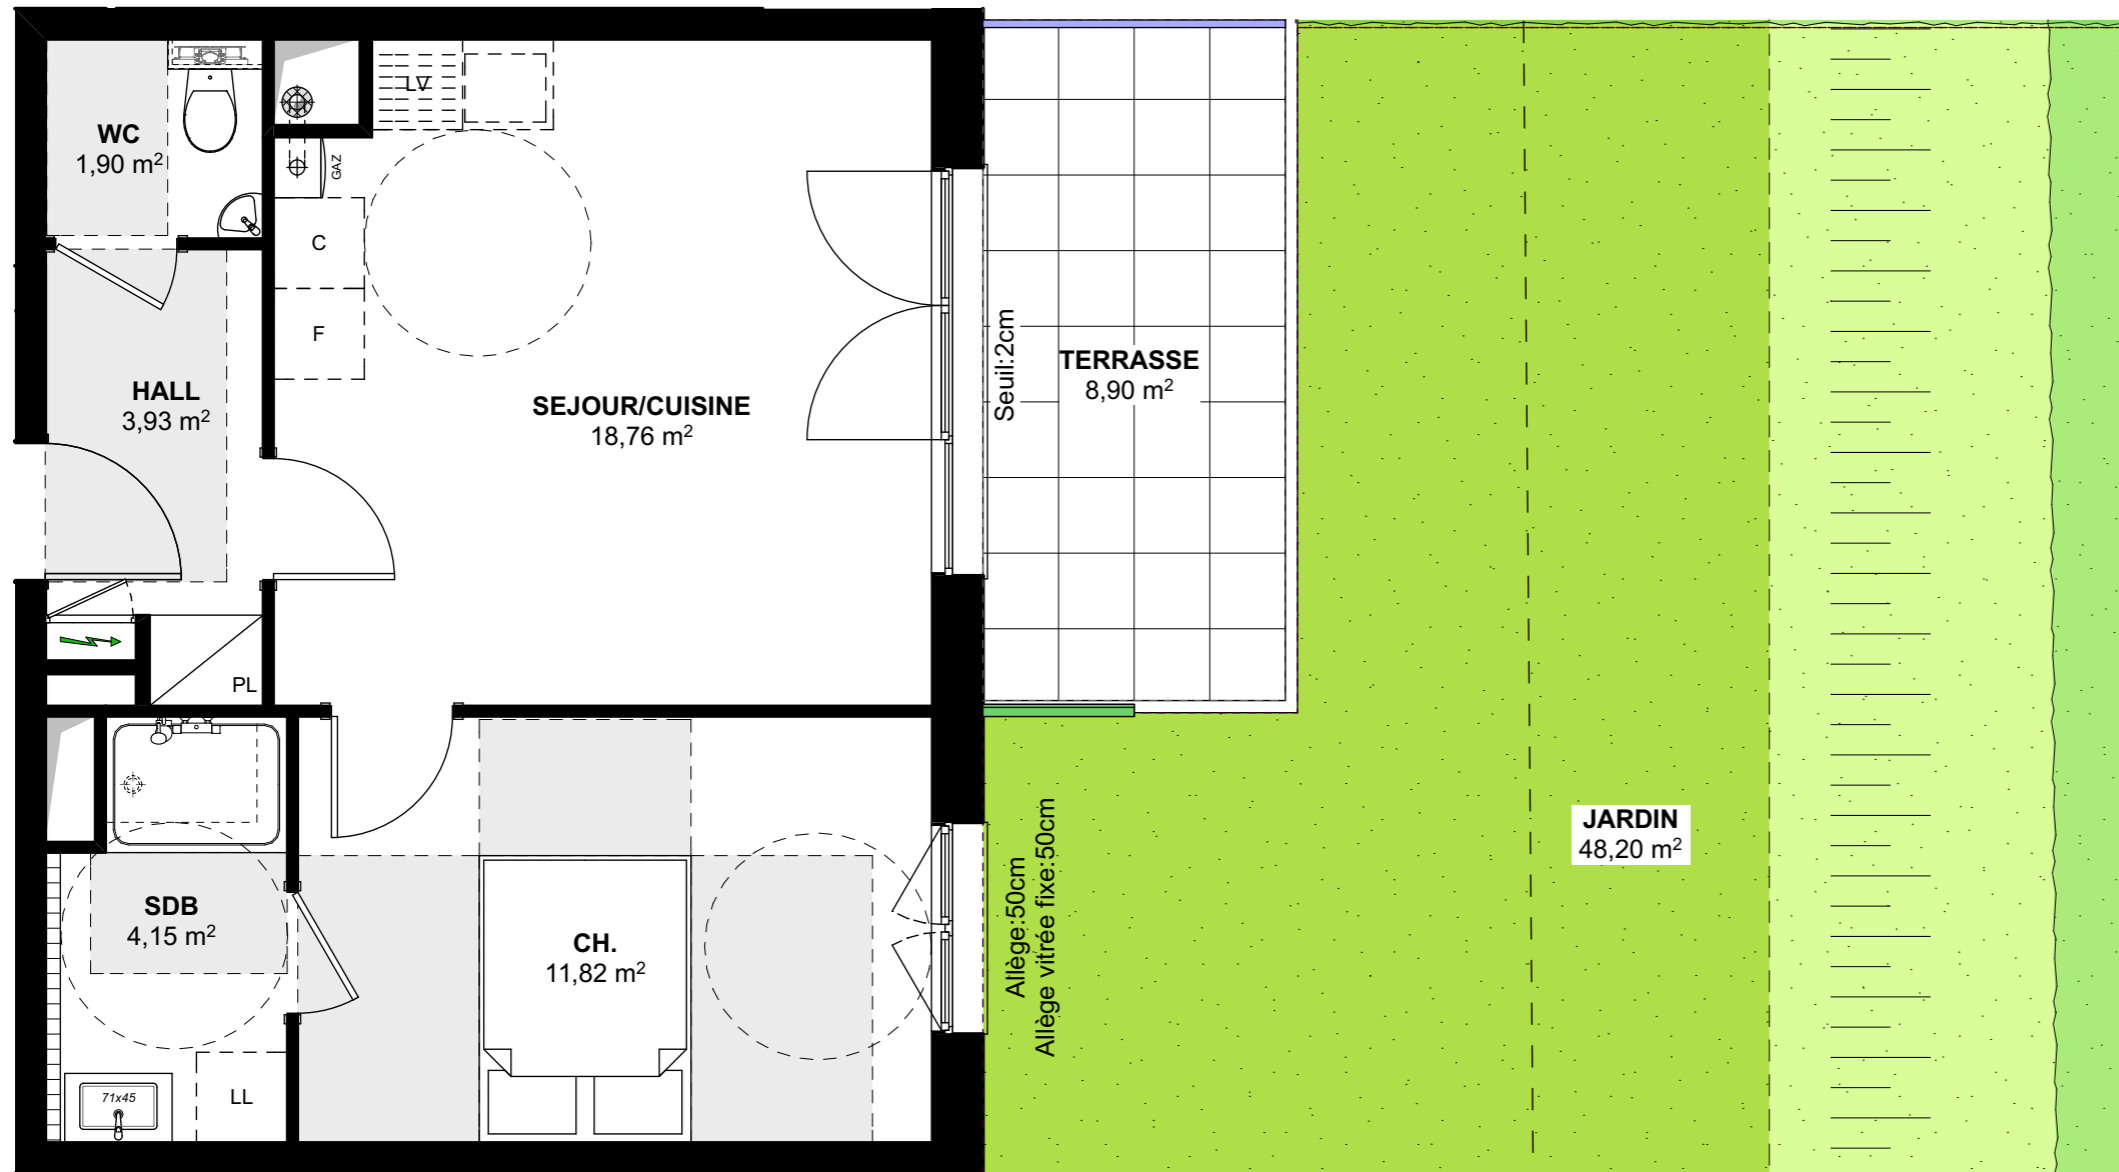 WC
1,90 m²
LV
GAZ
C
F
HALL
3,93 m²
SEJOUR/CUISINE
18,76 m²
Seuil:2cm
TERRASSE
8,90 m²
PL
SDB
4,15 m²
71x45
LL
CH.
11,82 m²
Allège:50cm
Allège vitrée fixe:50cm
JARDIN
48,20 m²